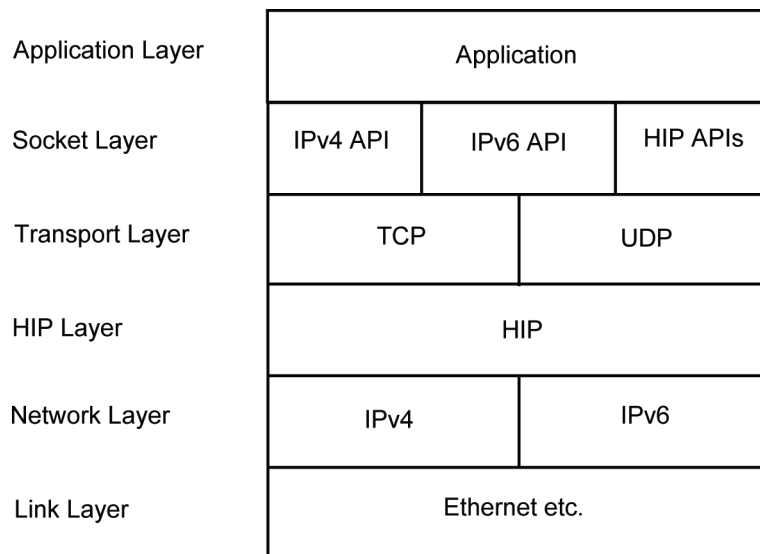 Application Layer
Application
Socket Layer
IPv4 API
IPv6 API
HIP APIs
Transport Layer
TCP
UDP
HIP Layer
HIP
Network Layer
IPv4
IPv6
Link Layer
Ethernet etc.